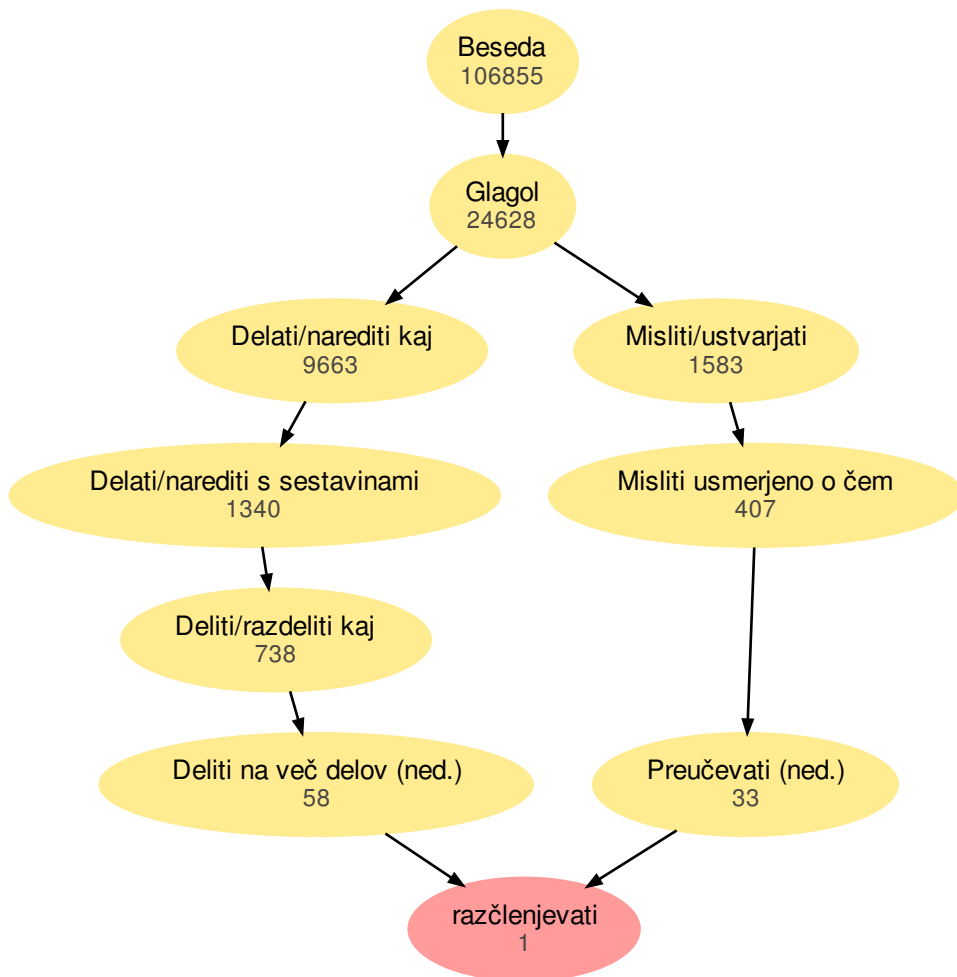 Beseda
106855
Glagol
24628
Delati/narediti kaj
9663
Misliti/ustvarjati
1583
Delati/narediti s sestavinami
1340
Misliti usmerjeno o čem
407
Deliti/razdeliti kaj
738
Deliti na več delov (ned.)
58
Preučevati (ned.)
33
razčlenjevati
1